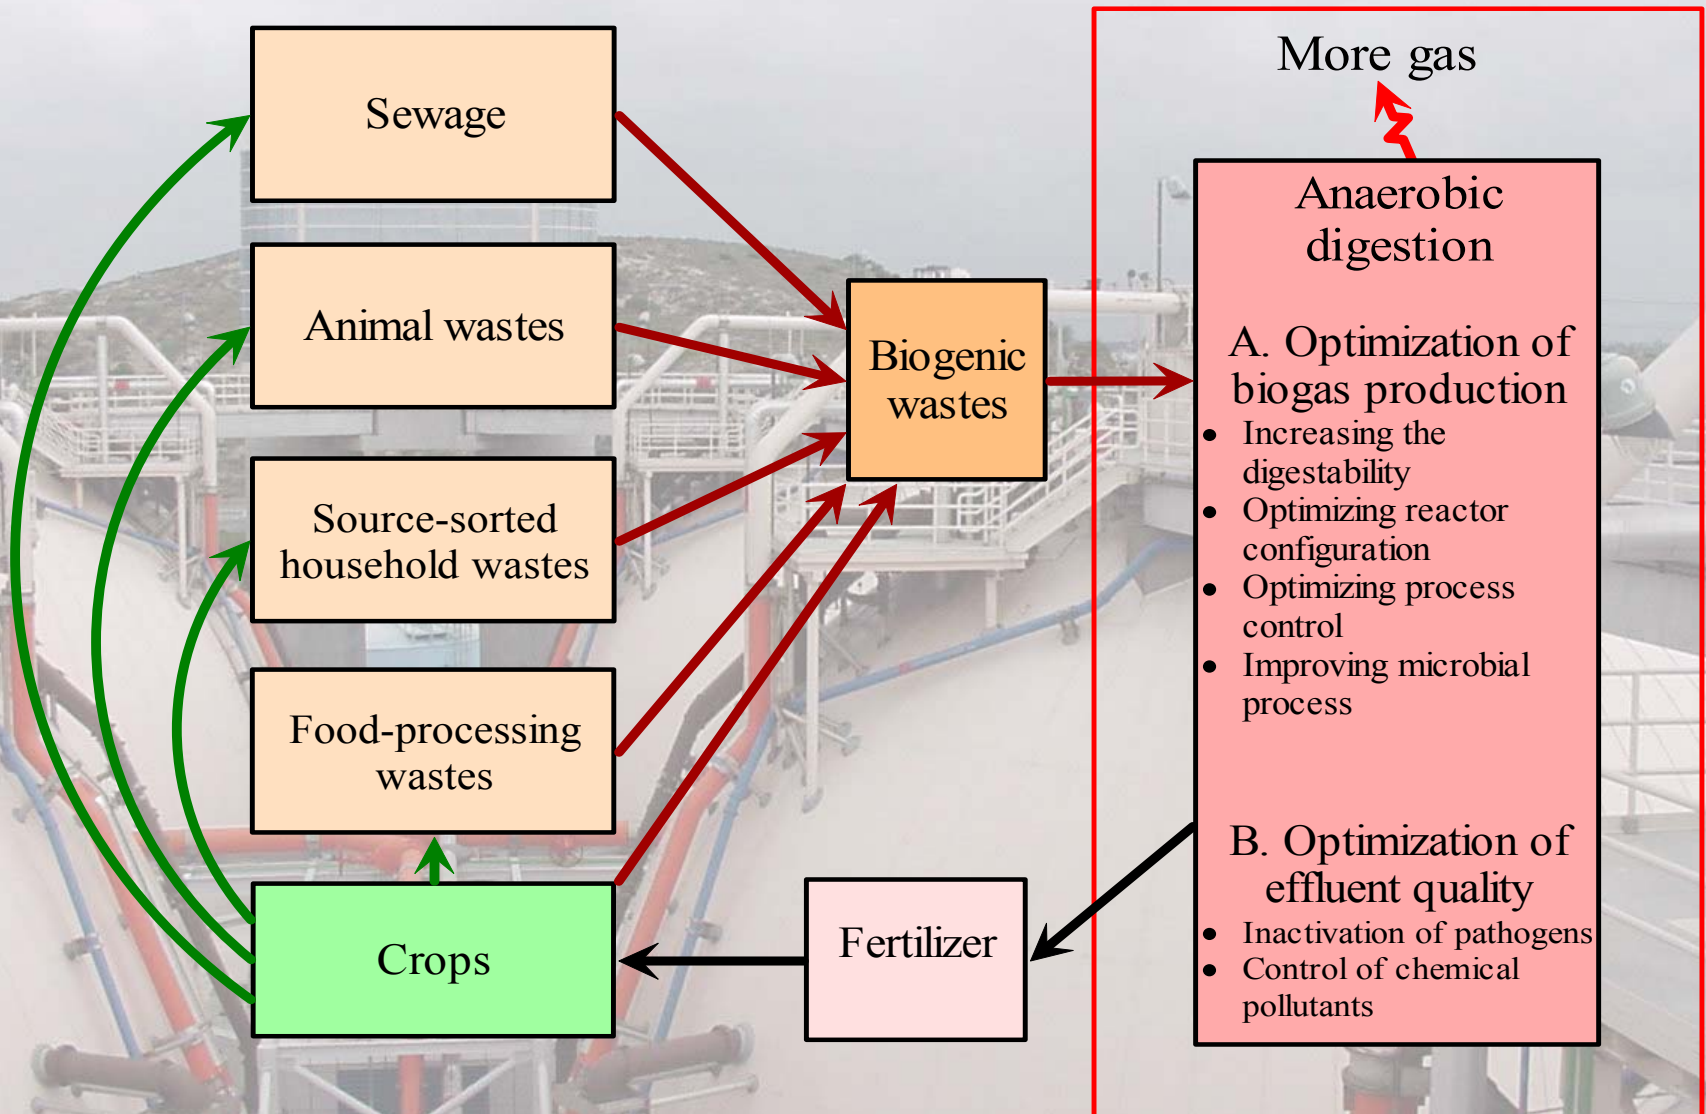 Sewage
Animal wastes
Source-sorted
household wastes
Food-processing
wastes
Crops
Biogenic
wastes
Fertilizer
More gas
Anaerobic
digestion
A. Optimization of
biogas production
• Increasing the
digestability
• Optimizing reactor
configuration
• Optimizing process
control
• Improving microbial
process
B. Optimization of
effluent quality
• Inactivation of pathogens
• Control of chemical
pollutants